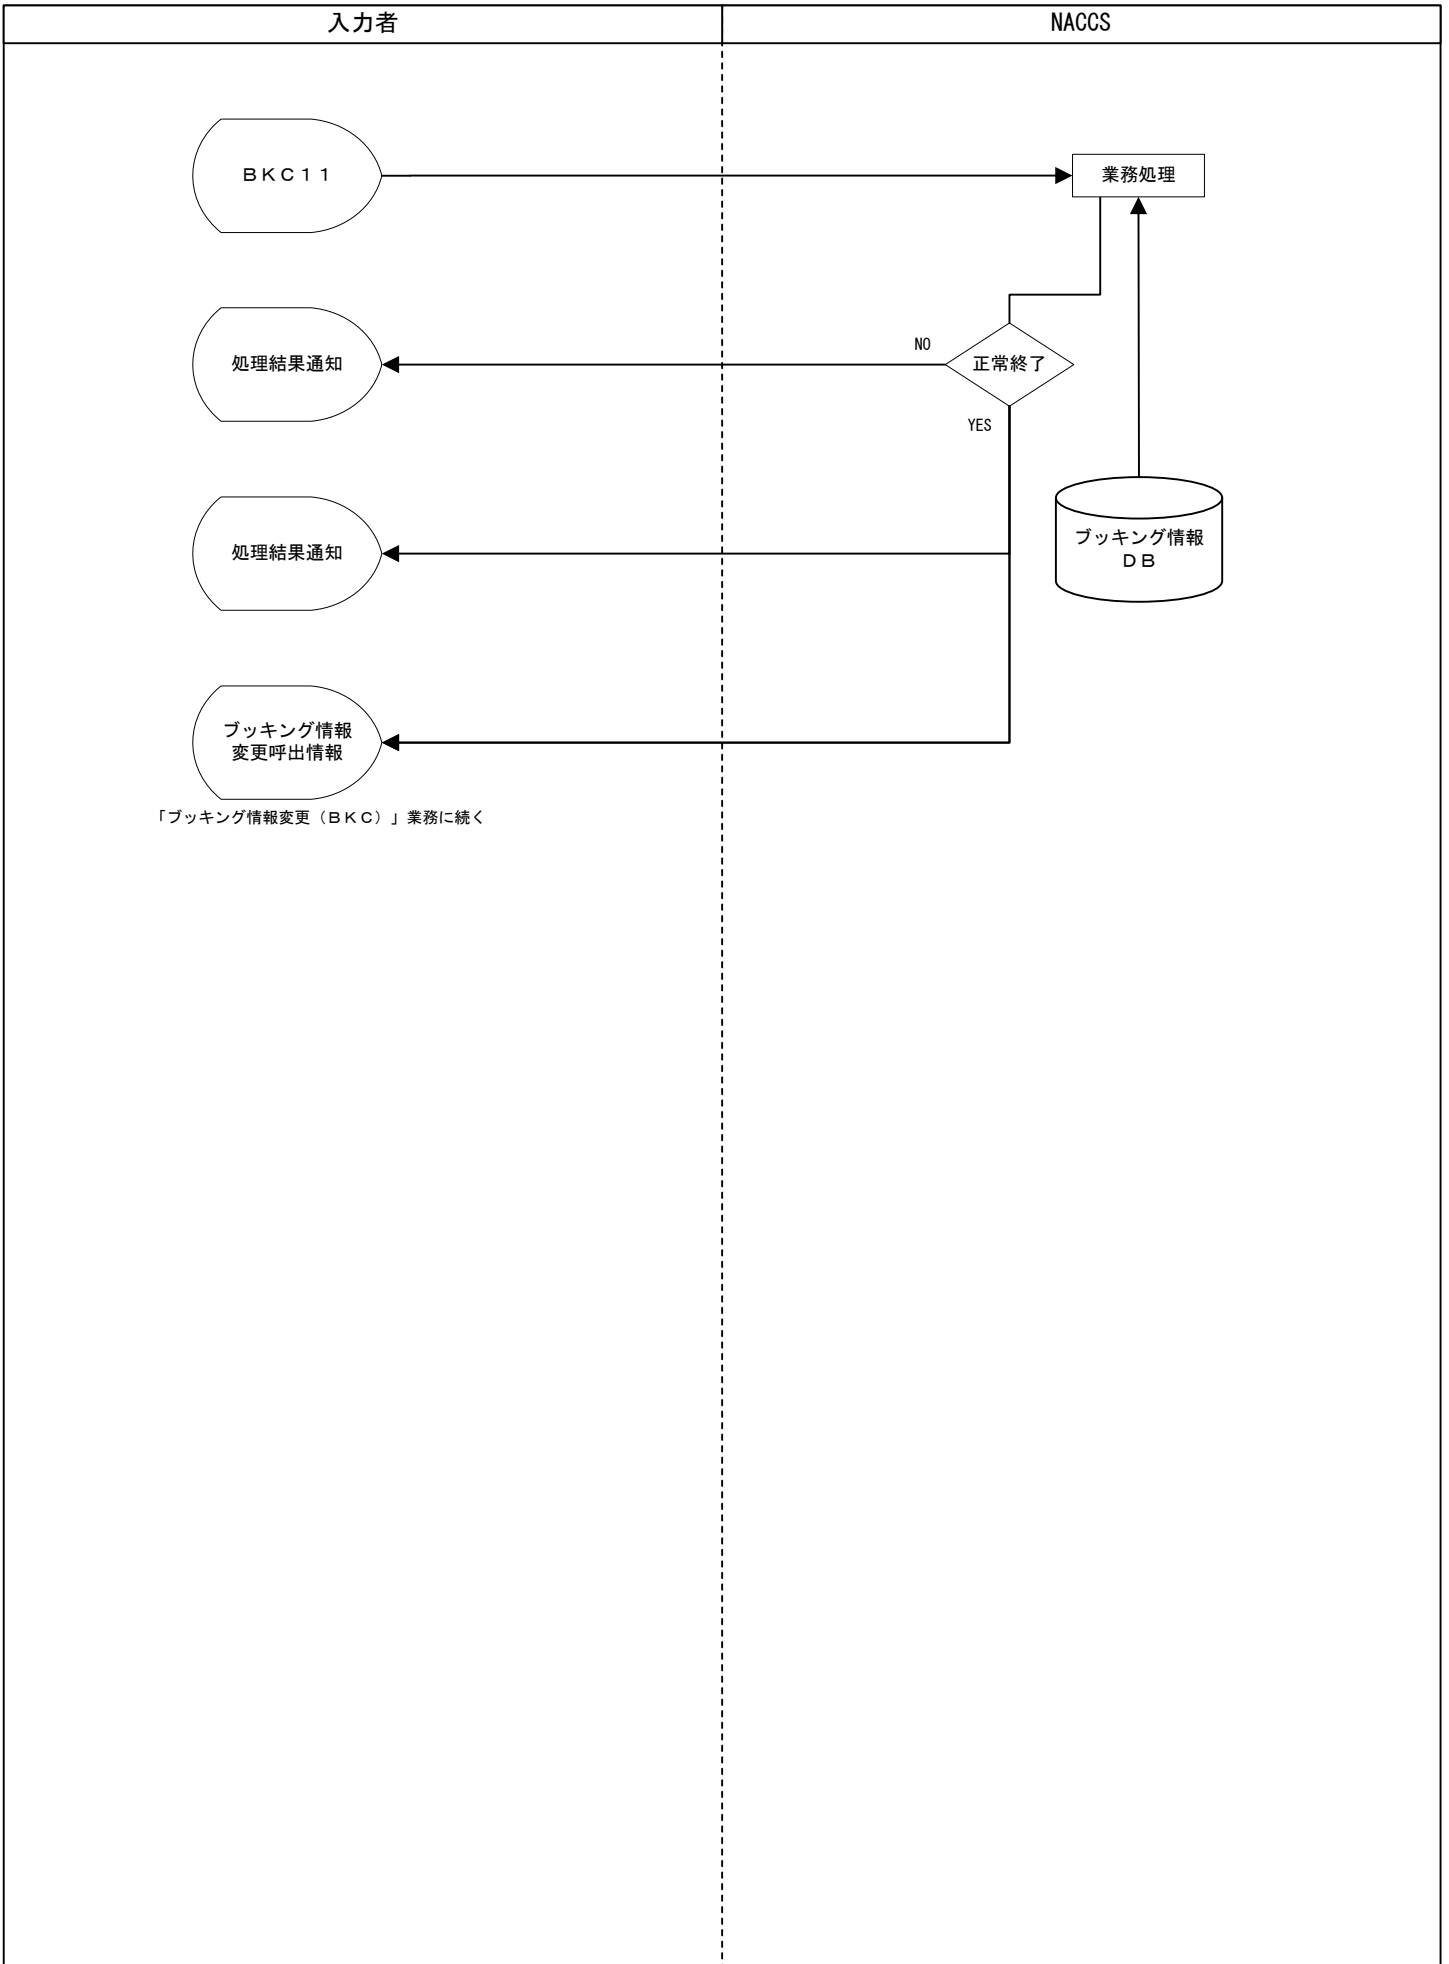 入力者
NACCS
ＢＫＣ１１
業務処理
処理結果通知
NO
正常終了
YES
処理結果通知
ブッキング情報
ＤＢ
ブッキング情報
変更呼出情報
「ブッキング情報変更（ＢＫＣ）」業務に続く